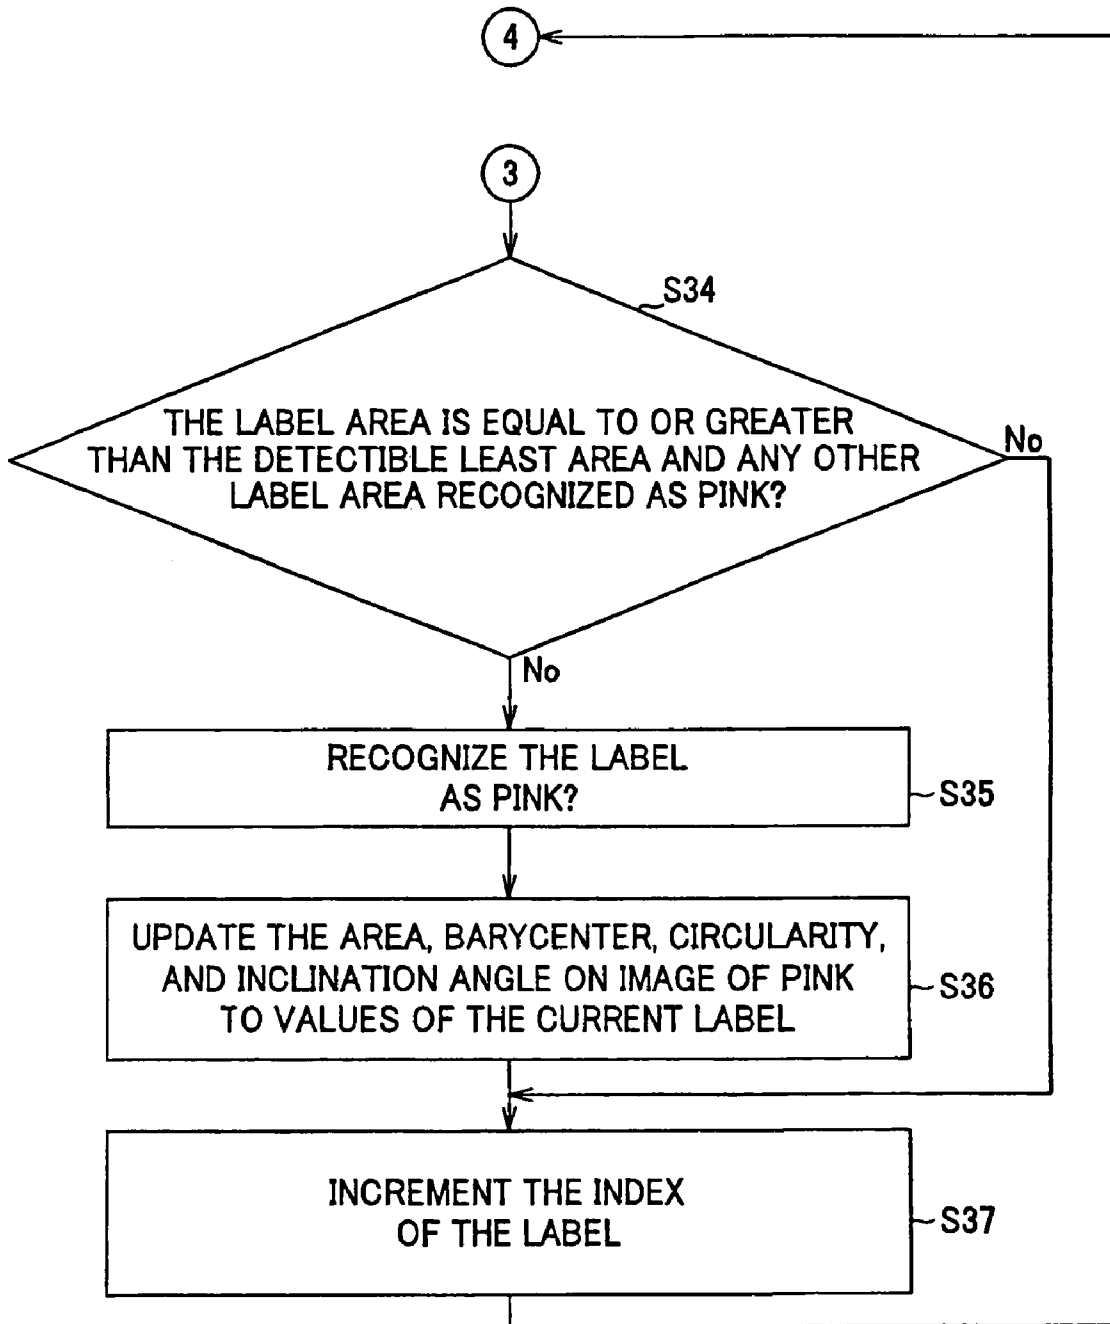 4
3
S34
THE LABEL AREA IS EQUAL TO OR GREATER
THAN THE DETECTIBLE LEAST AREA AND ANY OTHER
LABEL AREA RECOGNIZED AS PINK?
No
No
RECOGNIZE THE LABEL
AS PINK?
S35
UPDATE THE AREA, BARYCENTER, CIRCULARITY,
AND INCLINATION ANGLE ON IMAGE OF PINK
TO VALUES OF THE CURRENT LABEL
S36
INCREMENT THE INDEX
OF THE LABEL
S37